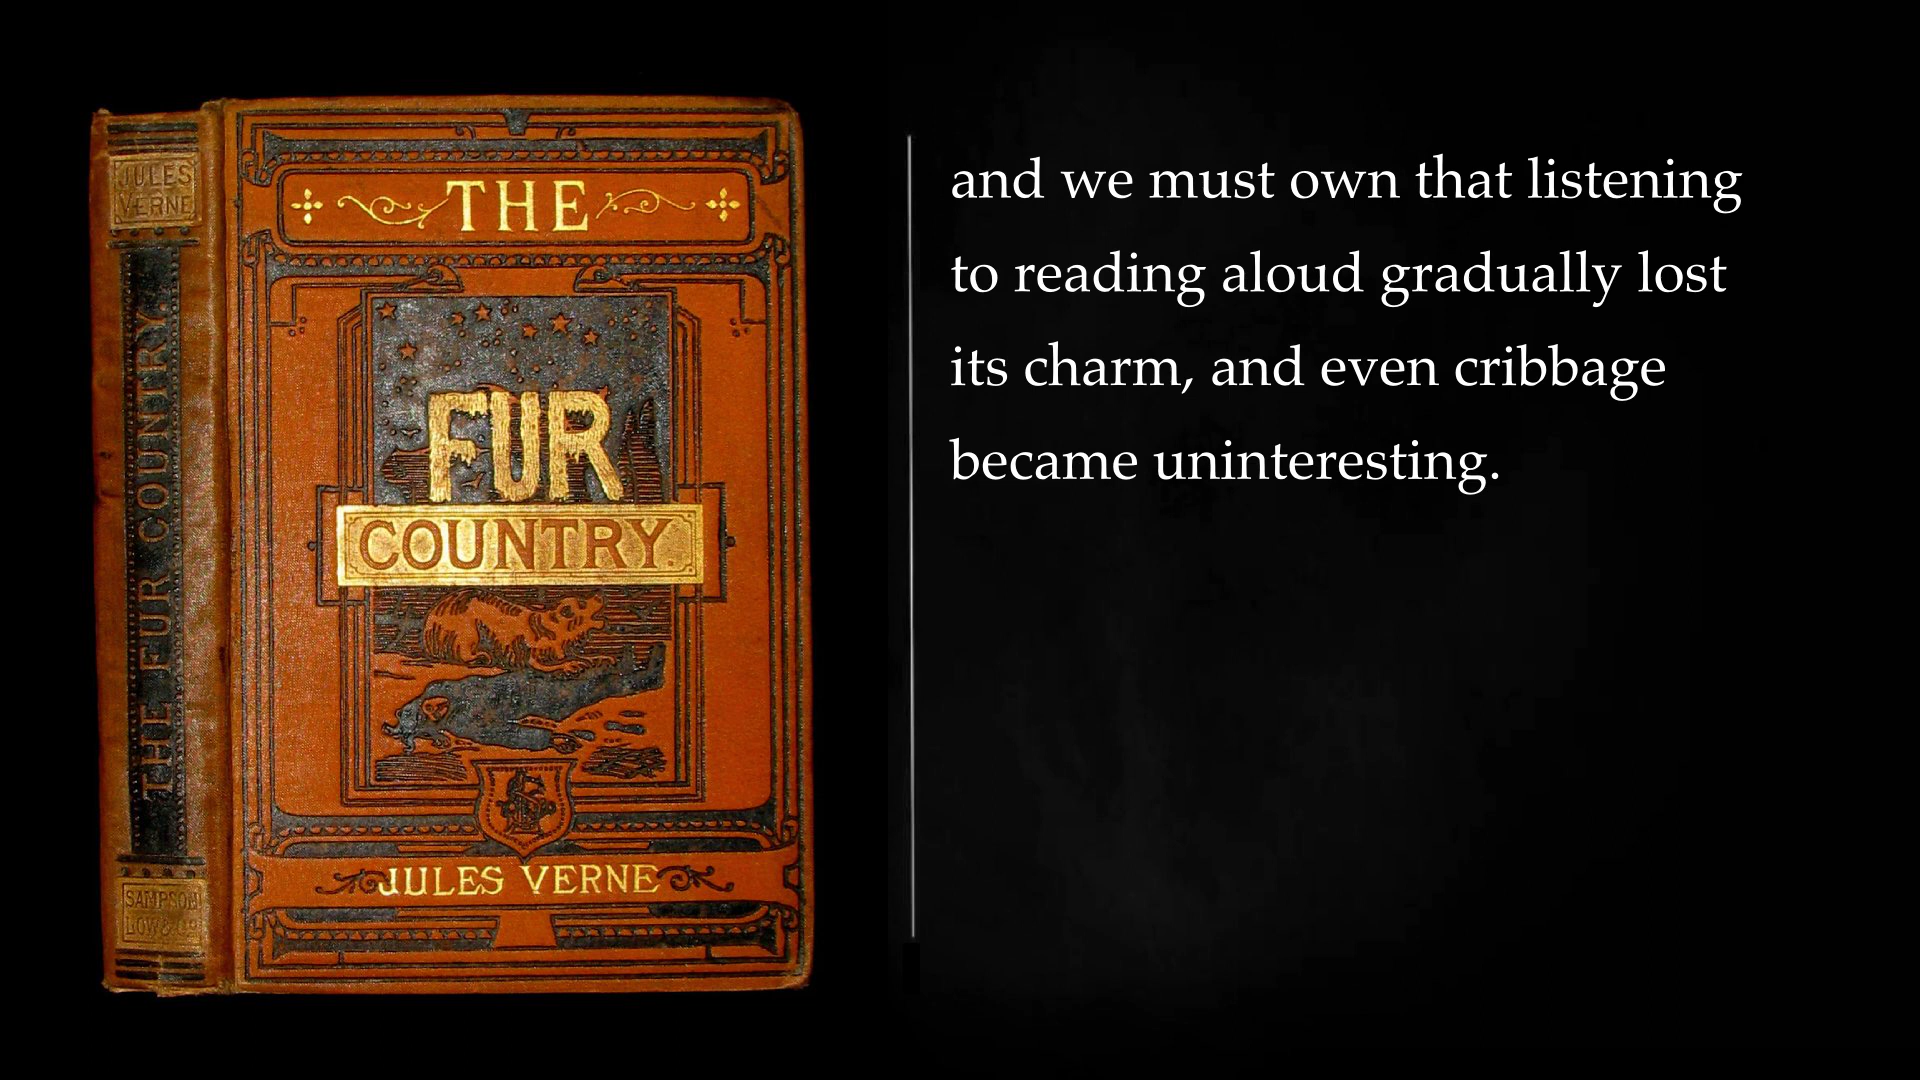 JULES
VERNE
THE FUR COUNTRY.
SAMPSON
LOW & Co
THE
FUR
COUNTRY.
JULES VERNE
and we must own that listening
to reading aloud gradually lost
its charm, and even cribbage
became uninteresting.